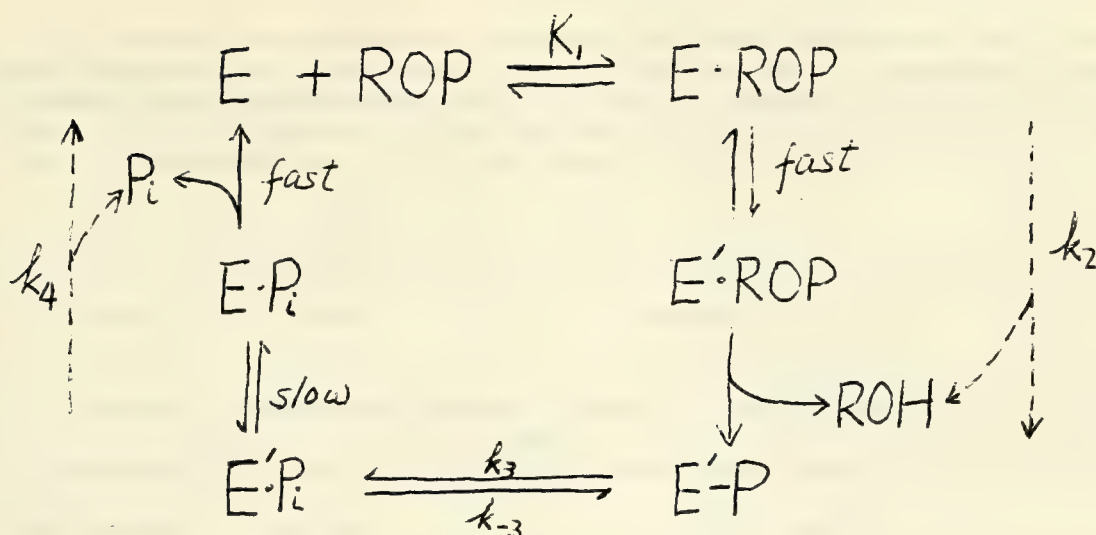 E + ROP K₁ E·ROP
Pᵢ fast fast
k₄ E·Pᵢ E′·ROP k₂
slow ROH
E′·Pᵢ k₃ E′-P
k₋₃